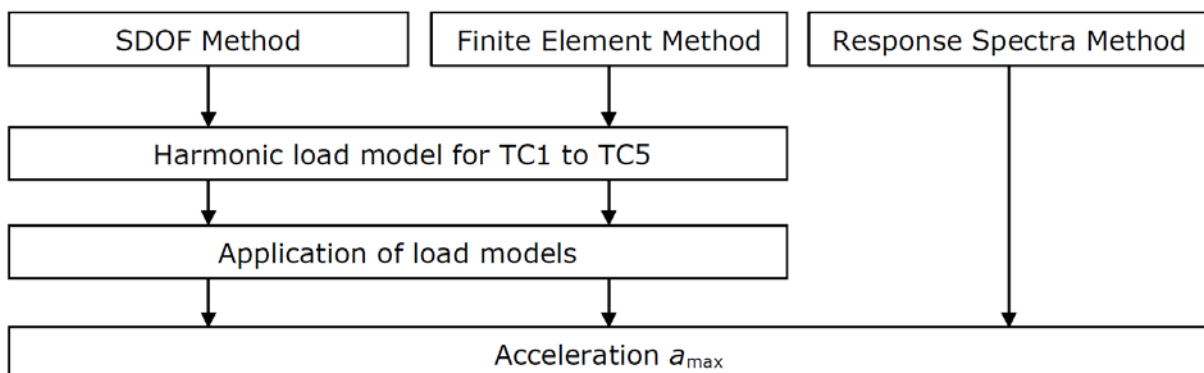 SDOF Method
Finite Element Method
Response Spectra Method
Harmonic load model for TC1 to TC5
Application of load models
Acceleration amax